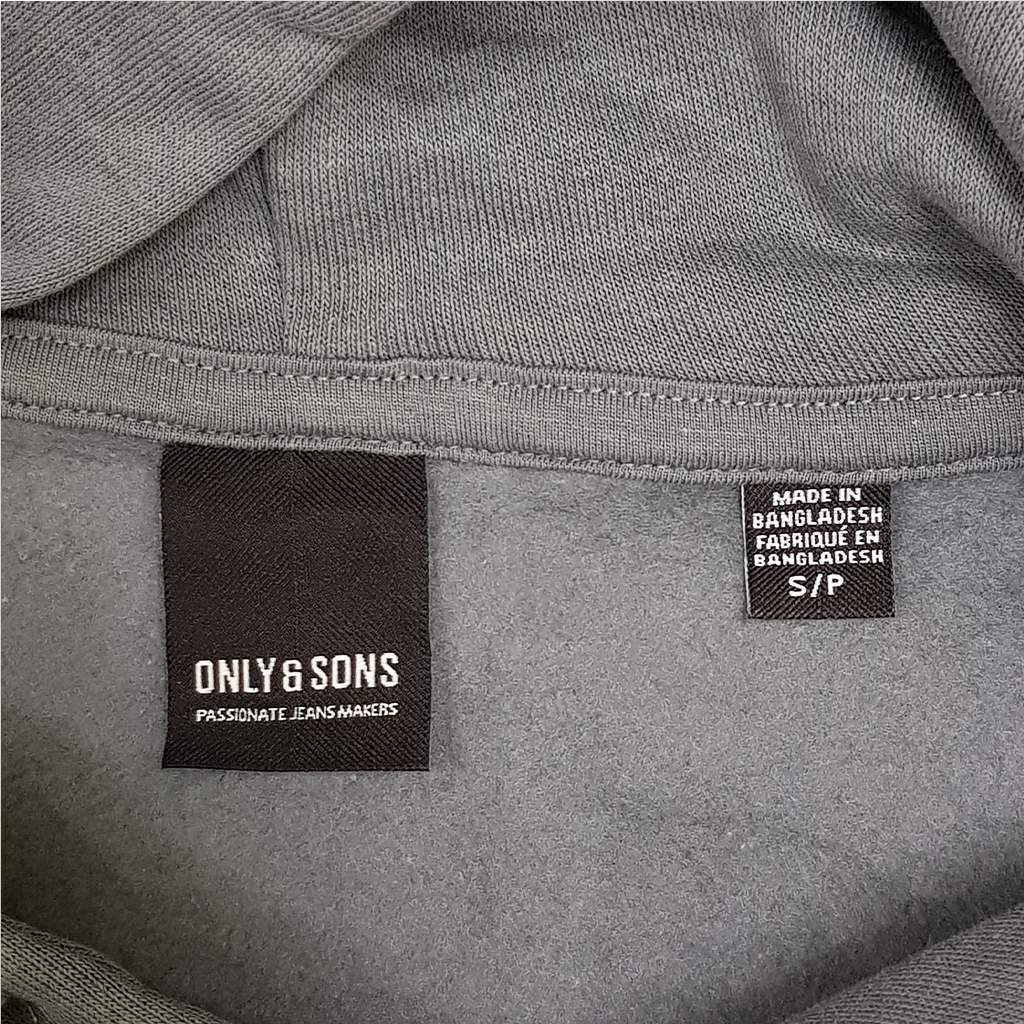 ONLY & SONS
PASSIONATE JEANS MAKERS
MADE IN
BANGLADESH
FABRIQUÉ EN
BANGLADESH
S/P